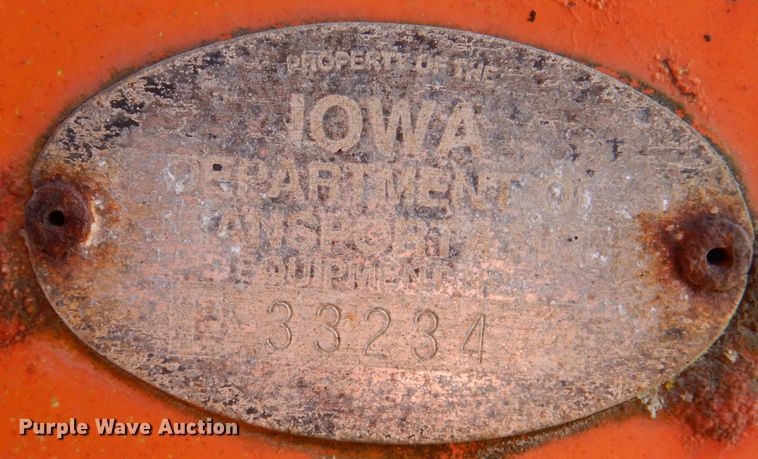 PROPERTY OF THE
IOWA
DEPARTMENT OF
TRANSPORTATION
EQUIPMENT
33234
Purple Wave Auction